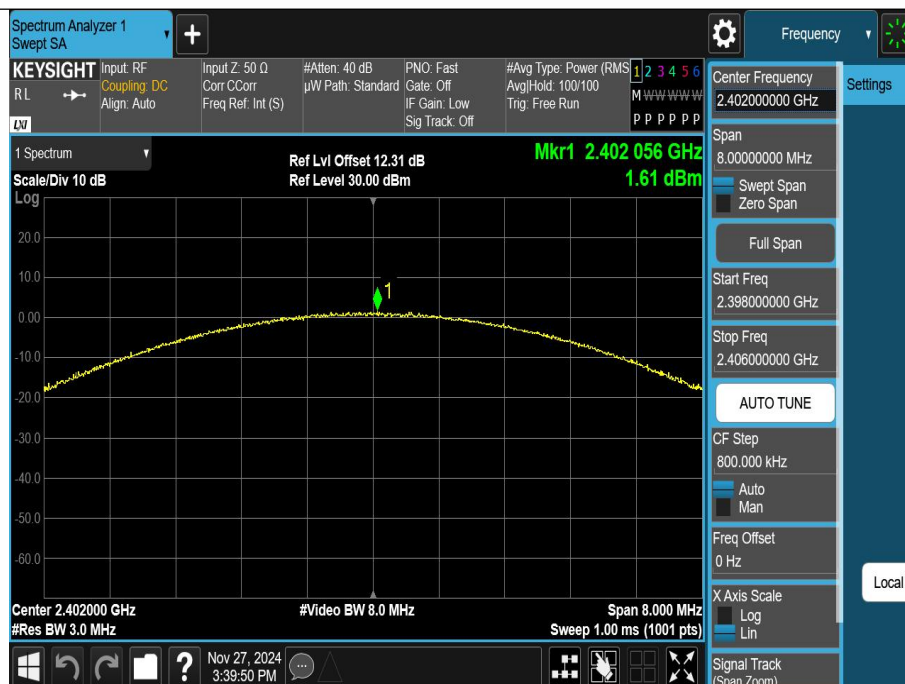 Spectrum Analyzer 1
Swept SA
+
Frequency
KEYSIGHT
R L
LXI
Input: RF
Coupling: DC
Align: Auto
Input Z: 50 Ω
Corr CCorr
Freq Ref: Int (S)
#Atten: 40 dB
µW Path: Standard
PNO: Fast
Gate: Off
IF Gain: Low
Sig Track: Off
#Avg Type: Power (RMS
Avg|Hold: 100/100
Trig: Free Run
1 2 3 4 5 6
M W W W W W
P P P P P P
1 Spectrum
Scale/Div 10 dB
Log
Ref Lvl Offset 12.31 dB
Ref Level 30.00 dBm
Mkr1 2.402 056 GHz
1.61 dBm
20.0
10.0
0.00
-10.0
-20.0
-30.0
-40.0
-50.0
-60.0
1
Center 2.402000 GHz
#Res BW 3.0 MHz
#Video BW 8.0 MHz
Span 8.000 MHz
Sweep 1.00 ms (1001 pts)
Center Frequency
2.402000000 GHz
Settings
Span
8.00000000 MHz
Swept Span
Zero Span
Full Span
Start Freq
2.398000000 GHz
Stop Freq
2.406000000 GHz
AUTO TUNE
CF Step
800.000 kHz
Auto
Man
Freq Offset
0 Hz
X Axis Scale
Log
Lin
Local
Signal Track
(Span Zoom)
?
Nov 27, 2024
3:39:50 PM